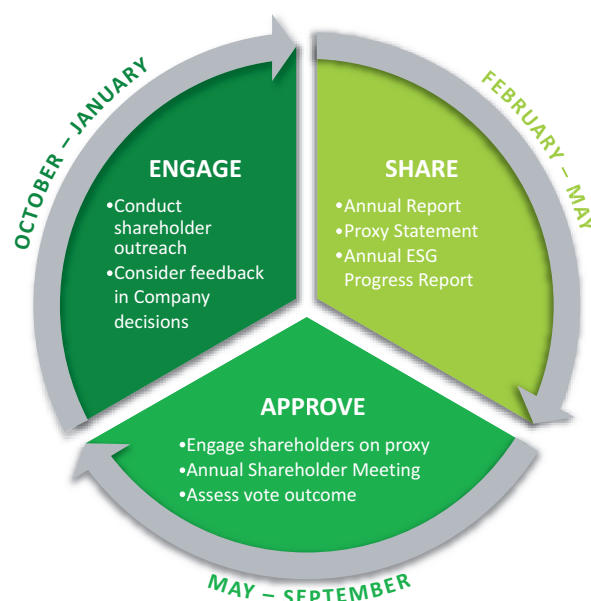 OCTOBER – JANUARY
ENGAGE
•Conduct
shareholder
outreach
•Consider feedback
in Company
decisions
FEBRUARY – MAY
SHARE
•Annual Report
•Proxy Statement
•Annual ESG
Progress Report
APPROVE
•Engage shareholders on proxy
•Annual Shareholder Meeting
•Assess vote outcome
MAY – SEPTEMBER